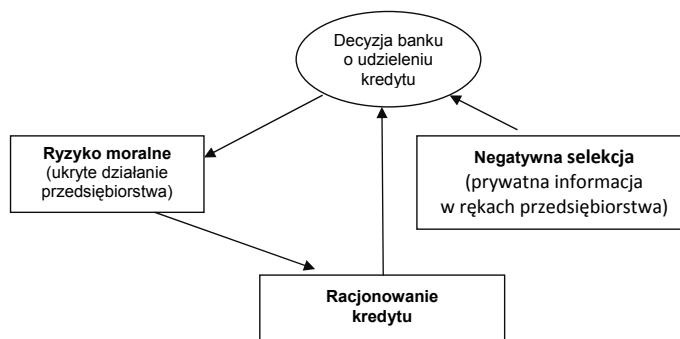 Decyzja banku
o udzieleniu
kredytu
Ryzyko moralne
(ukryte działanie
przedsiębiorstwa)
Negatywna selekcja
(prywatna informacja
w rękach przedsiębiorstwa)
Racjonowanie
kredytu